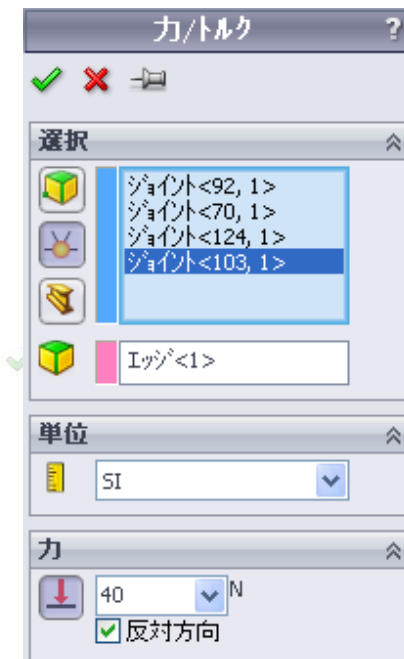 力/トルク ?
選択
ジョイント<92, 1>
ジョイント<70, 1>
ジョイント<124, 1>
ジョイント<103, 1>
エッジ<1>
単位
SI
力
40 N
反対方向